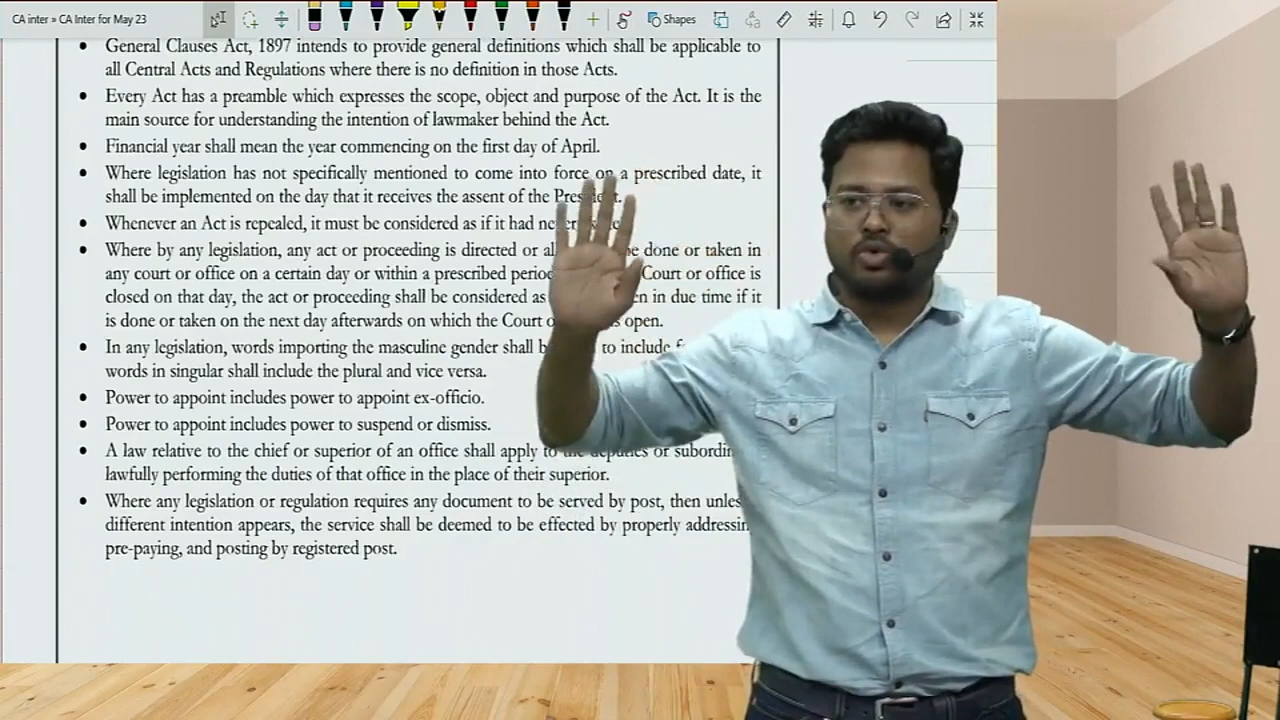 CA inter » CA Inter for May 23
Shapes
General Clauses Act, 1897 intends to provide general definitions which shall be applicable to
all Central Acts and Regulations where there is no definition in those Acts.
Every Act has a preamble which expresses the scope, object and purpose of the Act. It is the
main source for understanding the intention of lawmaker behind the Act.
Financial year shall mean the year commencing on the first day of April.
Where legislation has not specifically mentioned to come into force on a prescribed date, it
shall be implemented on the day that it receives the assent of the
Whenever an Act is repealed, it must be considered as if it had
Where by any legislation, any act or proceeding is directed or be done or taken in
any court or office on a certain day or within a prescribed Court or office is
closed on that day, the act or proceeding shall be considered as in due time if it
is done or taken on the next day afterwards on which the Court open.
In any legislation, words importing the masculine gender shall to include
words in singular shall include the plural and vice versa.
Power to appoint includes power to appoint ex-officio.
Power to appoint includes power to suspend or dismiss.
A law relative to the chief or superior of an office shall apply to the deputies or
lawfully performing the duties of that office in the place of their superior.
Where any legislation or regulation requires any document to be served by post, then
different intention appears, the service shall be deemed to be effected by properly
pre-paying, and posting by registered post.